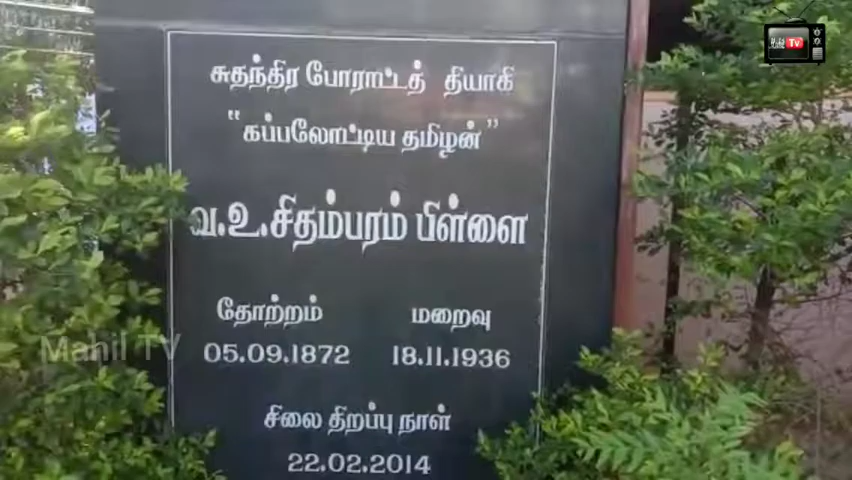 சுதந்திர போராட்டத் தியாகி
"கப்பலோட்டிய தமிழன்"
வ.உ.சிதம்பரம் பிள்ளை
தோற்றம் மறைவு
05.09.1872 18.11.1936
சிலை திறப்பு நாள்
22.02.2014
Mahil TV